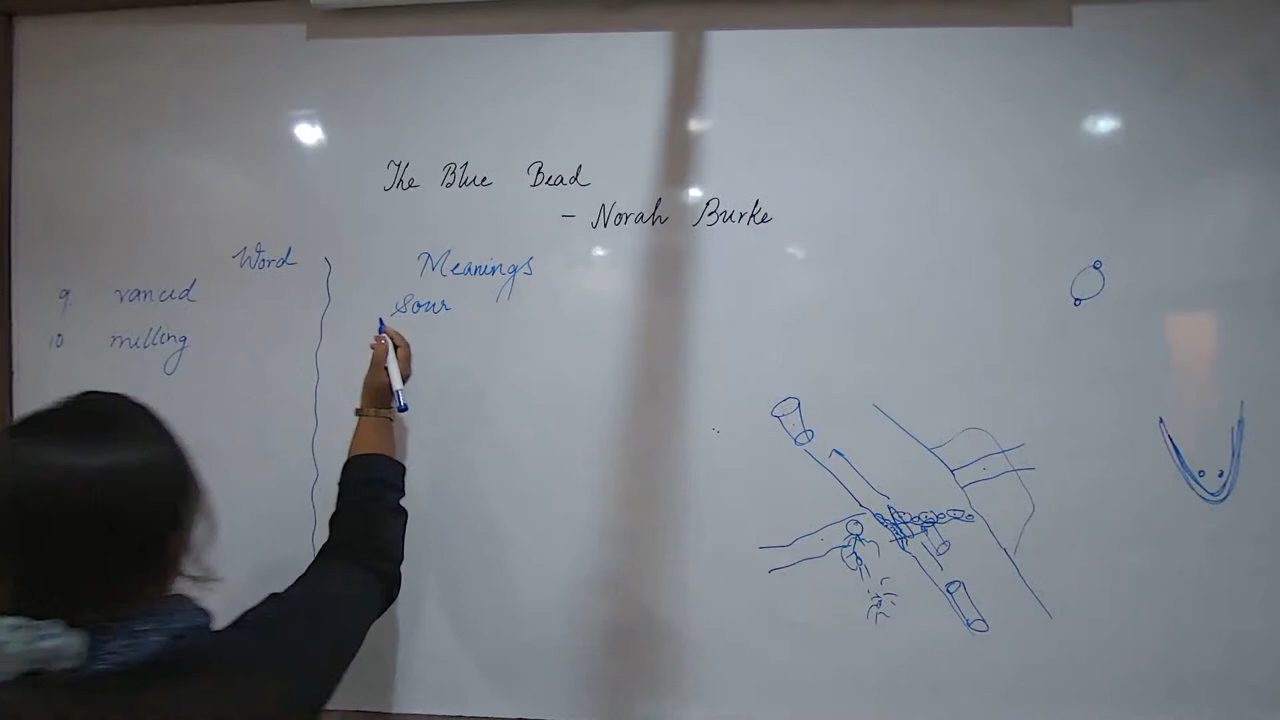 The Blue Bead
- Norah Burke
Word Meanings
9. rancid sour
10 milling